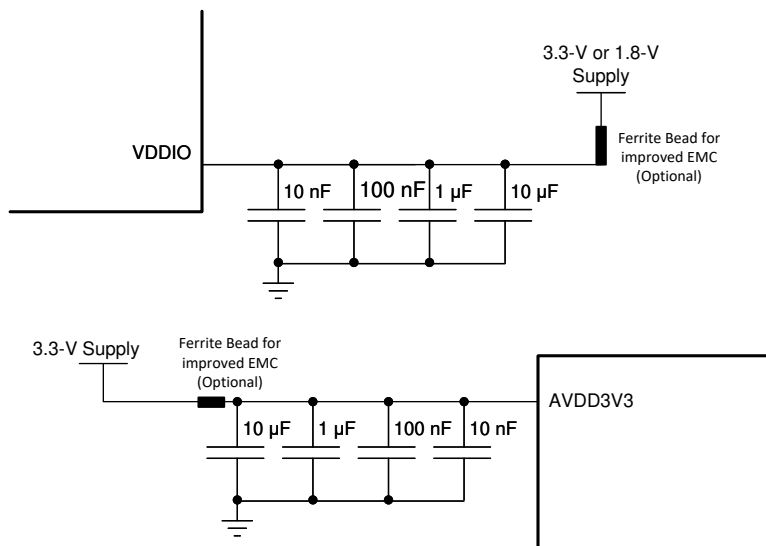 3.3-V or 1.8-V
Supply
VDDIO
Ferrite Bead for
improved EMC
(Optional)
10 nF
100 nF
1 µF
10 µF
3.3-V Supply
Ferrite Bead for
improved EMC
(Optional)
AVDD3V3
10 µF
1 µF
100 nF
10 nF